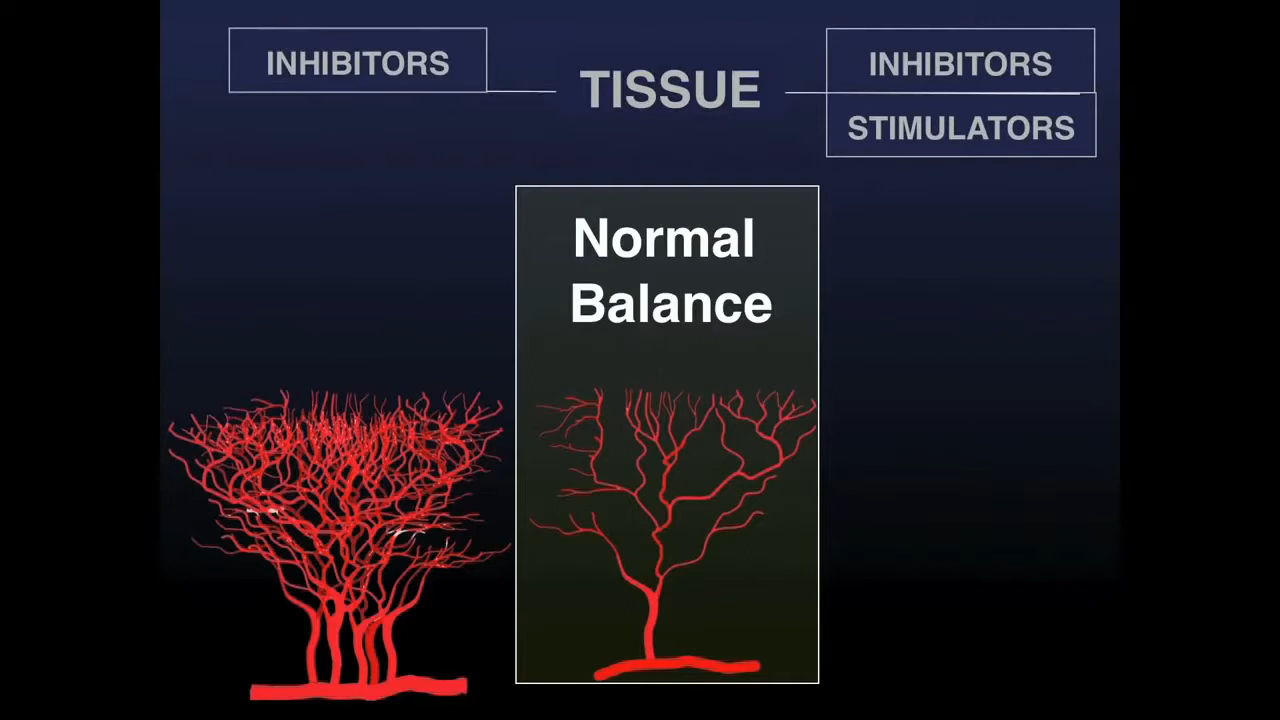 INHIBITORS
TISSUE
INHIBITORS
STIMULATORS
Normal
Balance